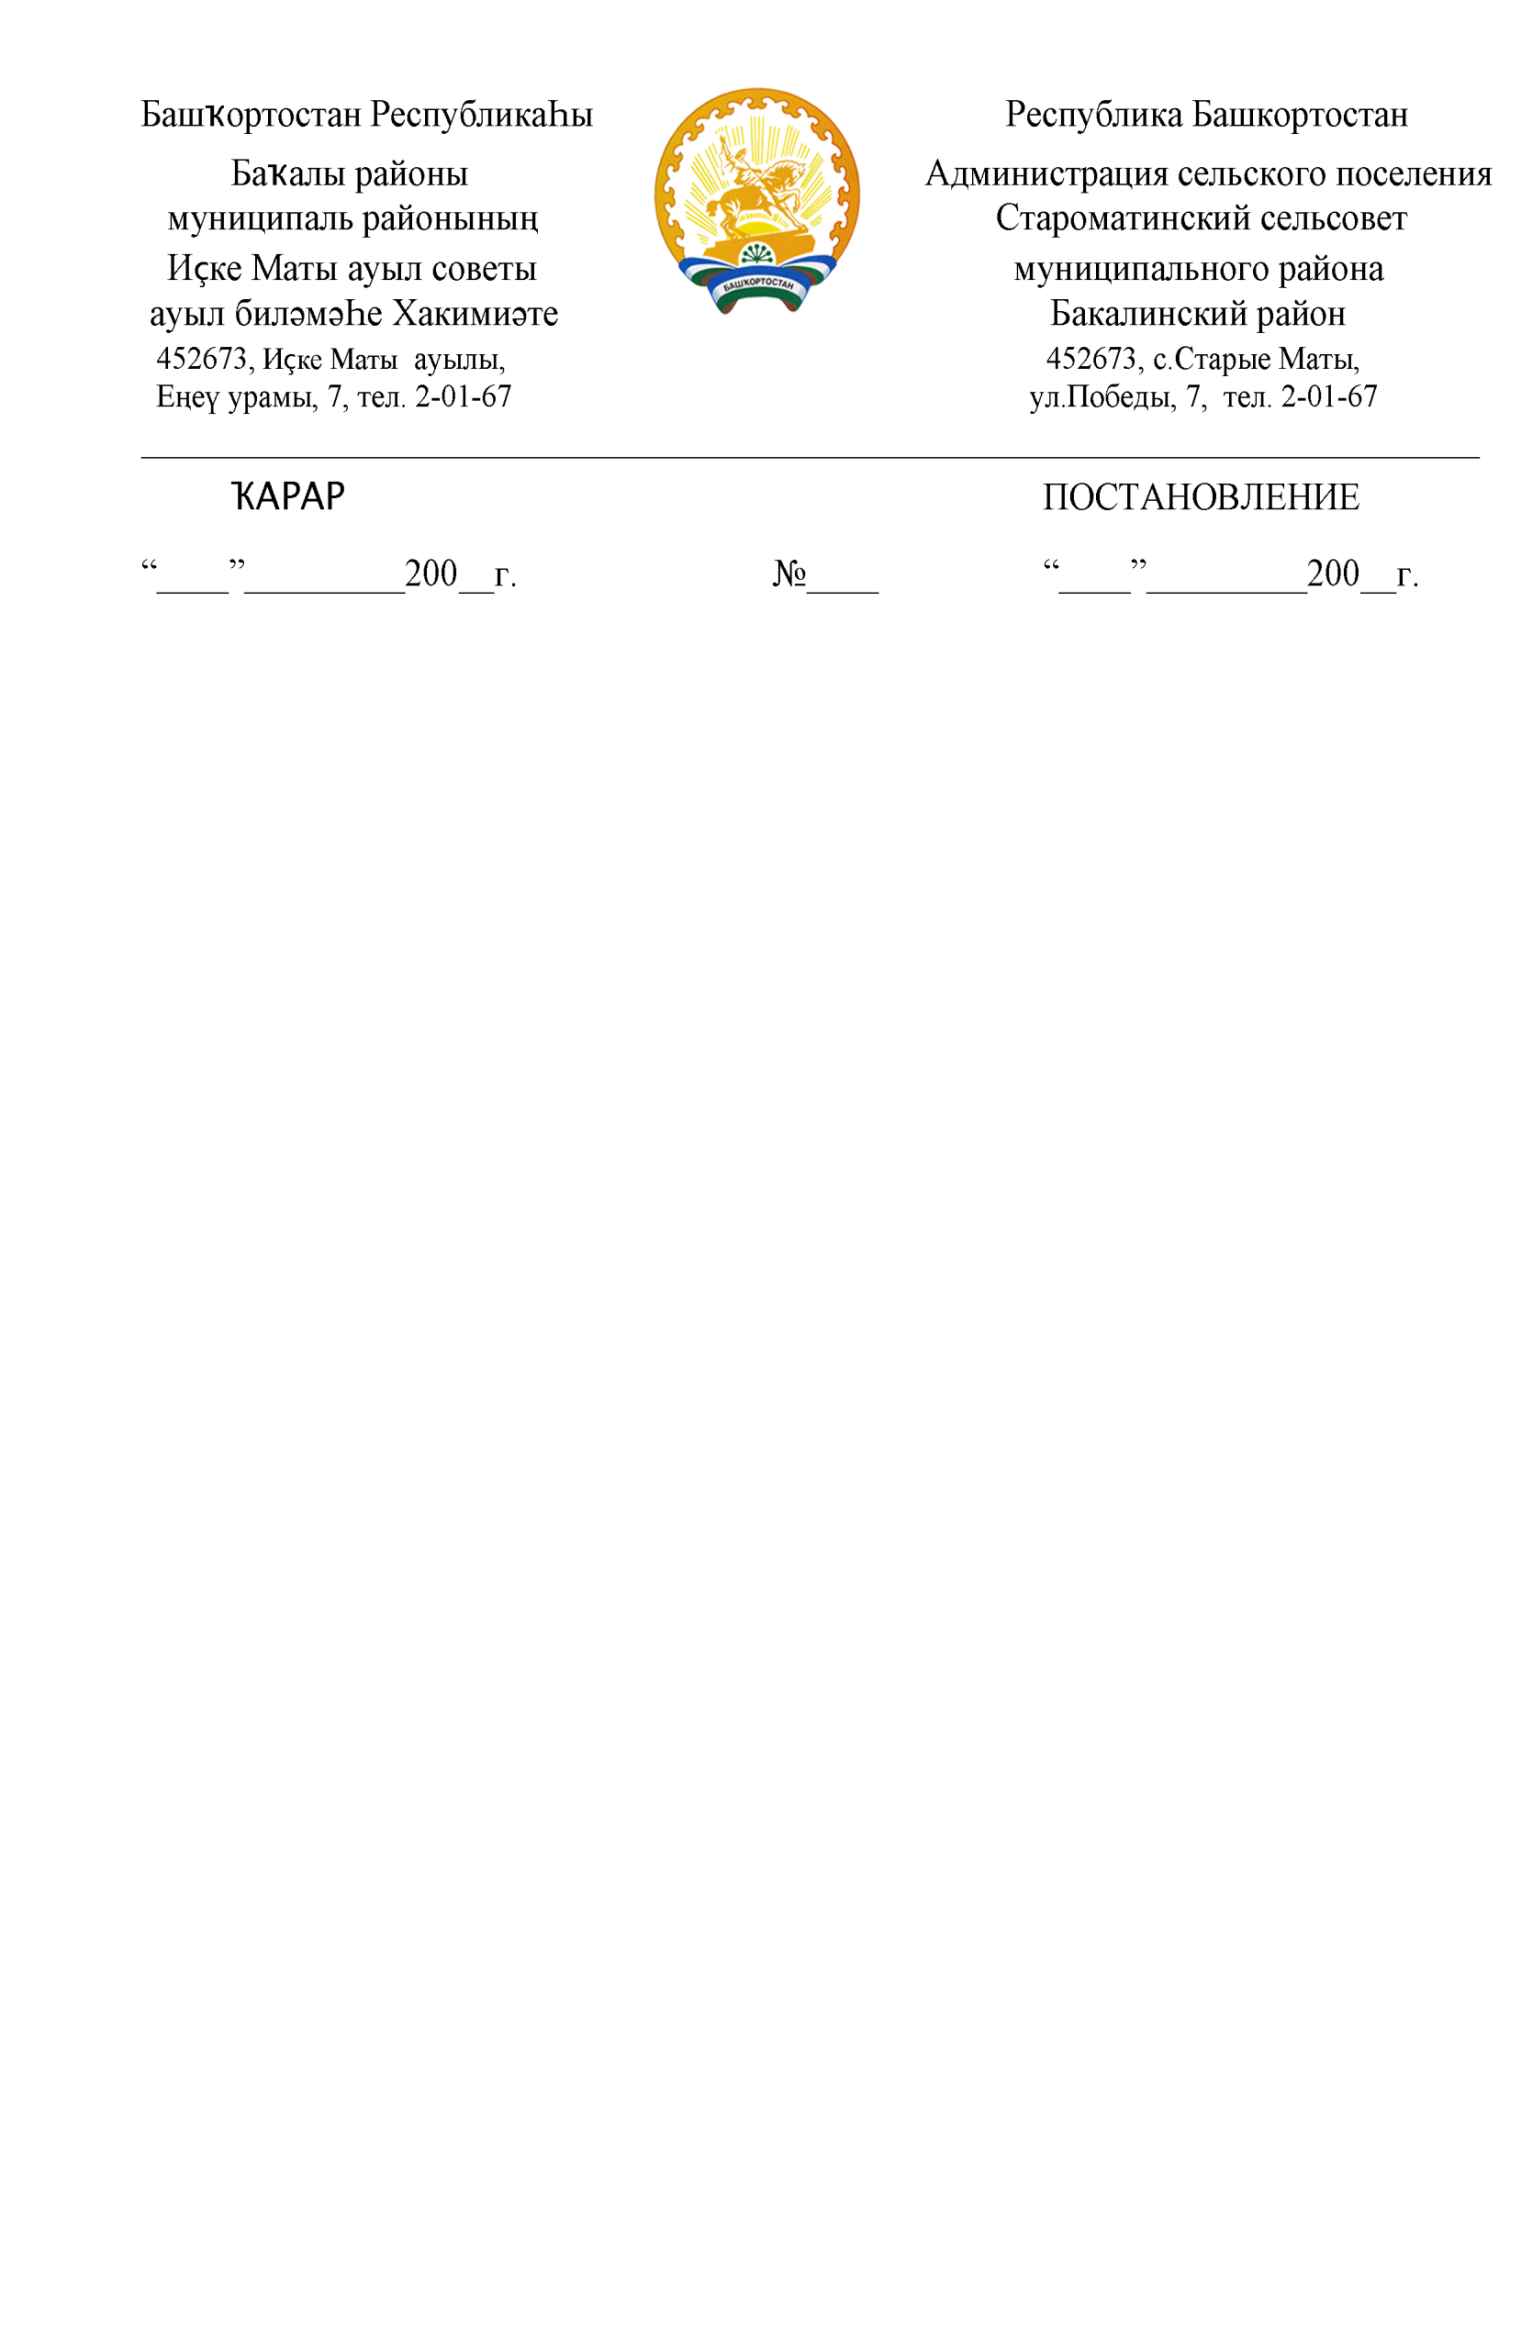 Башҡортостан Республикаһы
Баҡалы районы
муниципаль районының
Иҫке Маты ауыл советы
ауыл биләмәһе Хакимиәте
452673, Иҫке Маты  ауылы,
Еңеү урамы, 7, тел. 2-01-67
БАШҠОРТОСТАН
Республика Башкортостан
Администрация сельского поселения
Староматинский сельсовет
муниципального района
Бакалинский район
452673, с.Старые Маты,
ул.Победы, 7,  тел. 2-01-67
ҠАРАР
ПОСТАНОВЛЕНИЕ
“____”_________200__г.
№____
“____”_________200__г.